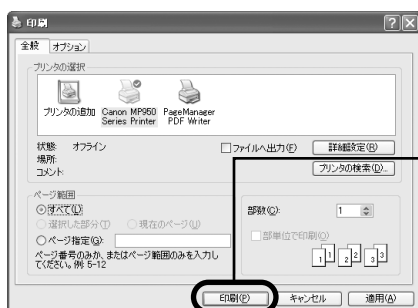 印刷
全般 オプション
プリンタの選択
プリンタの追加 Canon MP950 Series Printer PageManager PDF Writer
状態: オフライン
場所:
コメント:
ファイルへ出力(F) 詳細設定(R)
プリンタの検索(D)...
ページ範囲
すべて(L)
選択した部分(T) 現在のページ(U)
ページ指定(G):
ページ番号のみか、またはページ範囲のみを入力してください。例: 5-12
部数(C): 1
部単位で印刷(O)
1 1 2 2 3 3
印刷(P) キャンセル 適用(A)